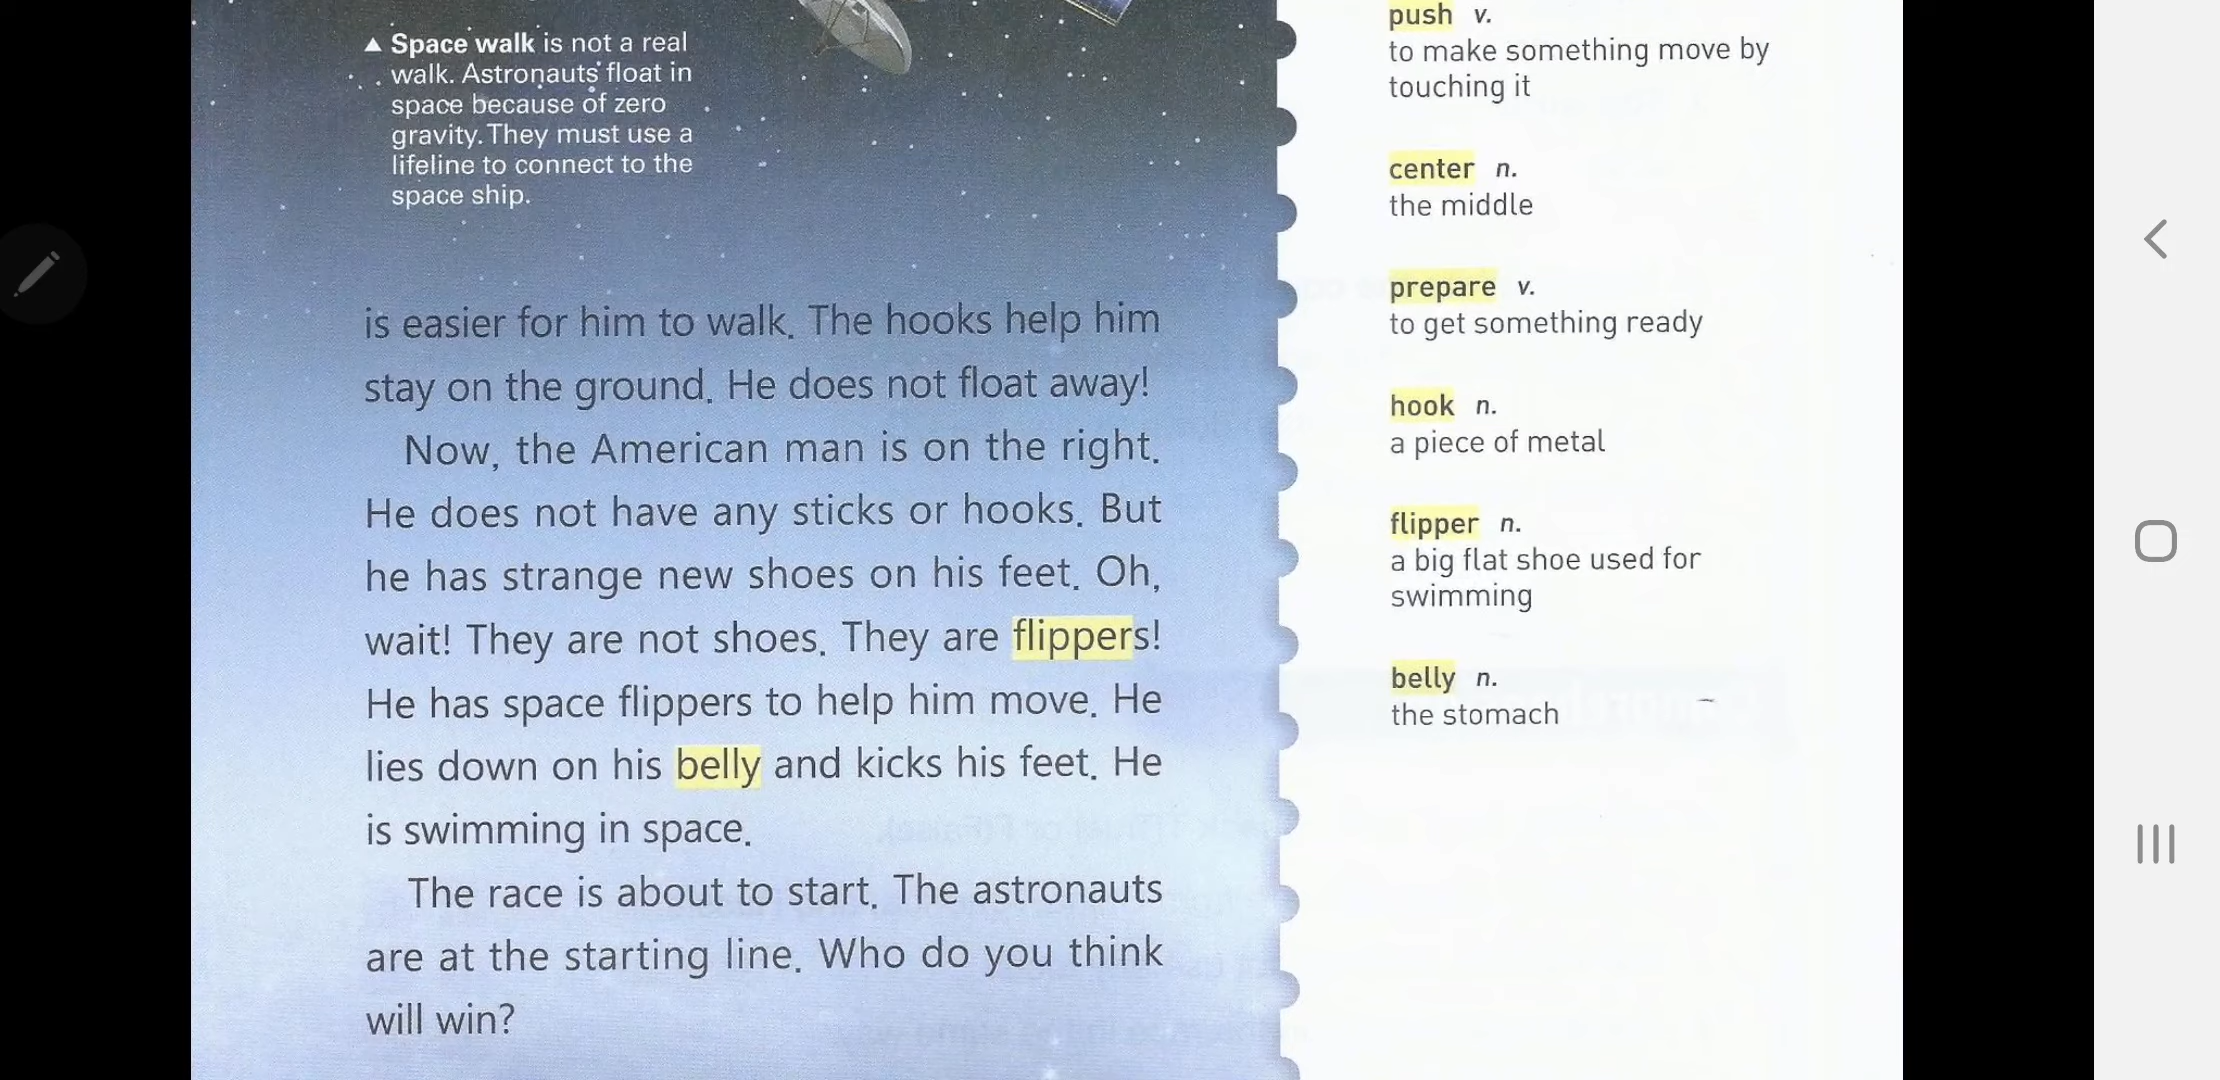 ▲ Space walk is not a real
walk. Astronauts float in
space because of zero
gravity. They must use a
lifeline to connect to the
space ship.
is easier for him to walk. The hooks help him
stay on the ground. He does not float away!
Now, the American man is on the right.
He does not have any sticks or hooks. But
he has strange new shoes on his feet. Oh,
wait! They are not shoes. They are flippers!
He has space flippers to help him move. He
lies down on his belly and kicks his feet. He
is swimming in space.
The race is about to start. The astronauts
are at the starting line. Who do you think
will win?
push v.
to make something move by
touching it
center n.
the middle
prepare v.
to get something ready
hook n.
a piece of metal
flipper n.
a big flat shoe used for
swimming
belly n.
the stomach